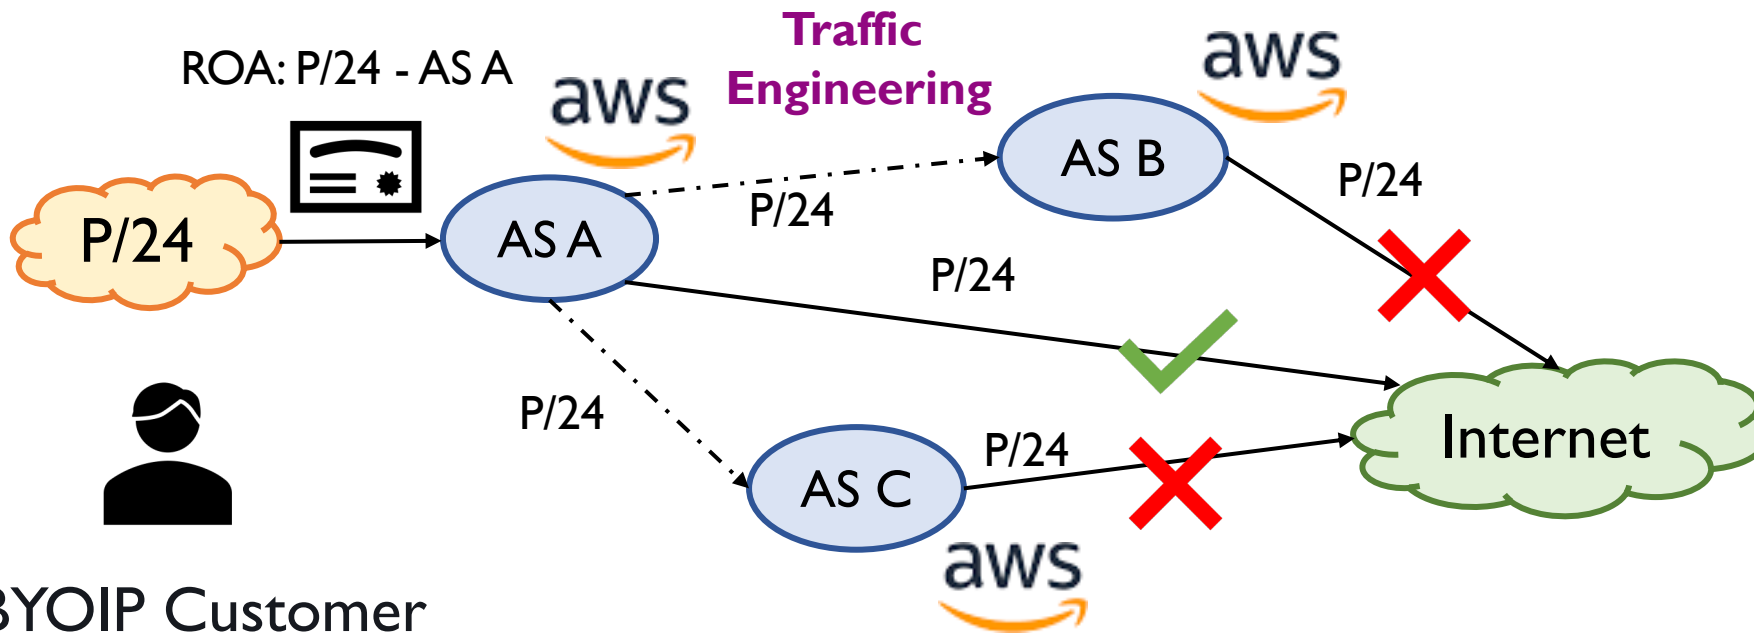 Traffic
Engineering
ROA: P/24 - AS A
aws
aws
AS B
P/24
P/24
P/24
AS A
P/24
P/24
P/24
Internet
AS C
aws
BYOIP Customer